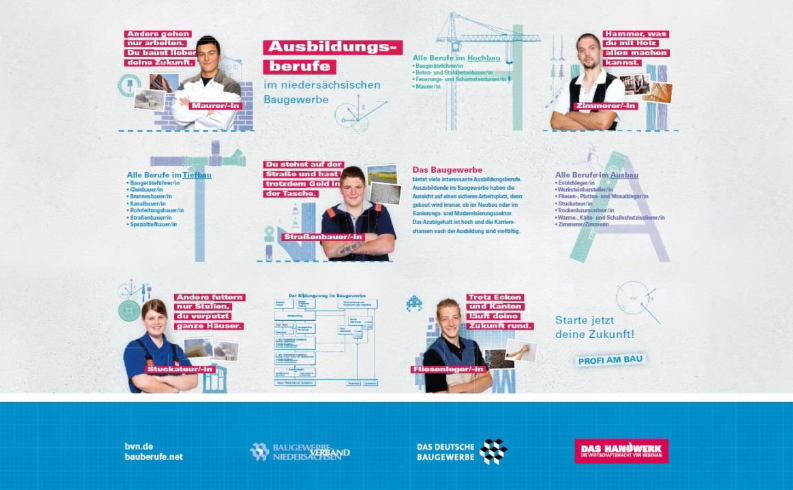 Andere gehen
nur arbeiten.
Du baust lieber
deine Zukunft.
Maurer/-in
Ausbildungs-
berufe
im niedersächsischen
Baugewerbe
Alle Berufe im Hochbau
• Baugeräteführer/in
• Beton- und Stahlbetonbauer/in
• Feuerungs- und Schornsteinbauer/in
• Maurer/in
Hammer, was
du mit Holz
alles machen
kannst.
Zimmerer/-in
Alle Berufe im Tiefbau
• Baugeräteführer/in
• Gleisbauer/in
• Brunnenbauer/in
• Kanalbauer/in
• Rohrleitungsbauer/in
• Straßenbauer/in
• Spezialtiefbauer/in
Du stehst auf der
Straße und hast
trotzdem Geld in
der Tasche.
Straßenbauer/-in
Das Baugewerbe
bietet viele interessante Ausbildungsberufe.
Auszubildende im Baugewerbe haben die
Aussicht auf einen sicheren Arbeitsplatz, denn
gebaut wird immer, ob im Neubau oder im
Sanierungs- und Modernisierungssektor.
Das Azubigehalt ist hoch und die Karriere-
chancen nach der Ausbildung sind vielfältig.
Alle Berufe im Ausbau
• Estrichleger/in
• Werksteinhersteller/in
• Fliesen-, Platten- und Mosaikleger/in
• Stuckateur/in
• Trockenbaumonteur/in
• Wärme-, Kälte- und Schallschutzisolierer/in
• Zimmerer/Zimmerin
Andere futtern
nur Stullen,
du verputzt
ganze Häuser.
Stuckateur/-in
Der Bildungsweg im Baugewerbe
Trotz Ecken
und Kanten
läuft deine
Zukunft rund.
Fliesenleger/-in
Starte jetzt
deine Zukunft!
PROFI AM BAU
bvn.de
bauberufe.net
BAUGEWERBE
VERBAND
NIEDERSACHSEN
DAS DEUTSCHE
BAUGEWERBE
DAS HANDWERK
DIE WIRTSCHAFTSMACHT. VON NEBENAN.